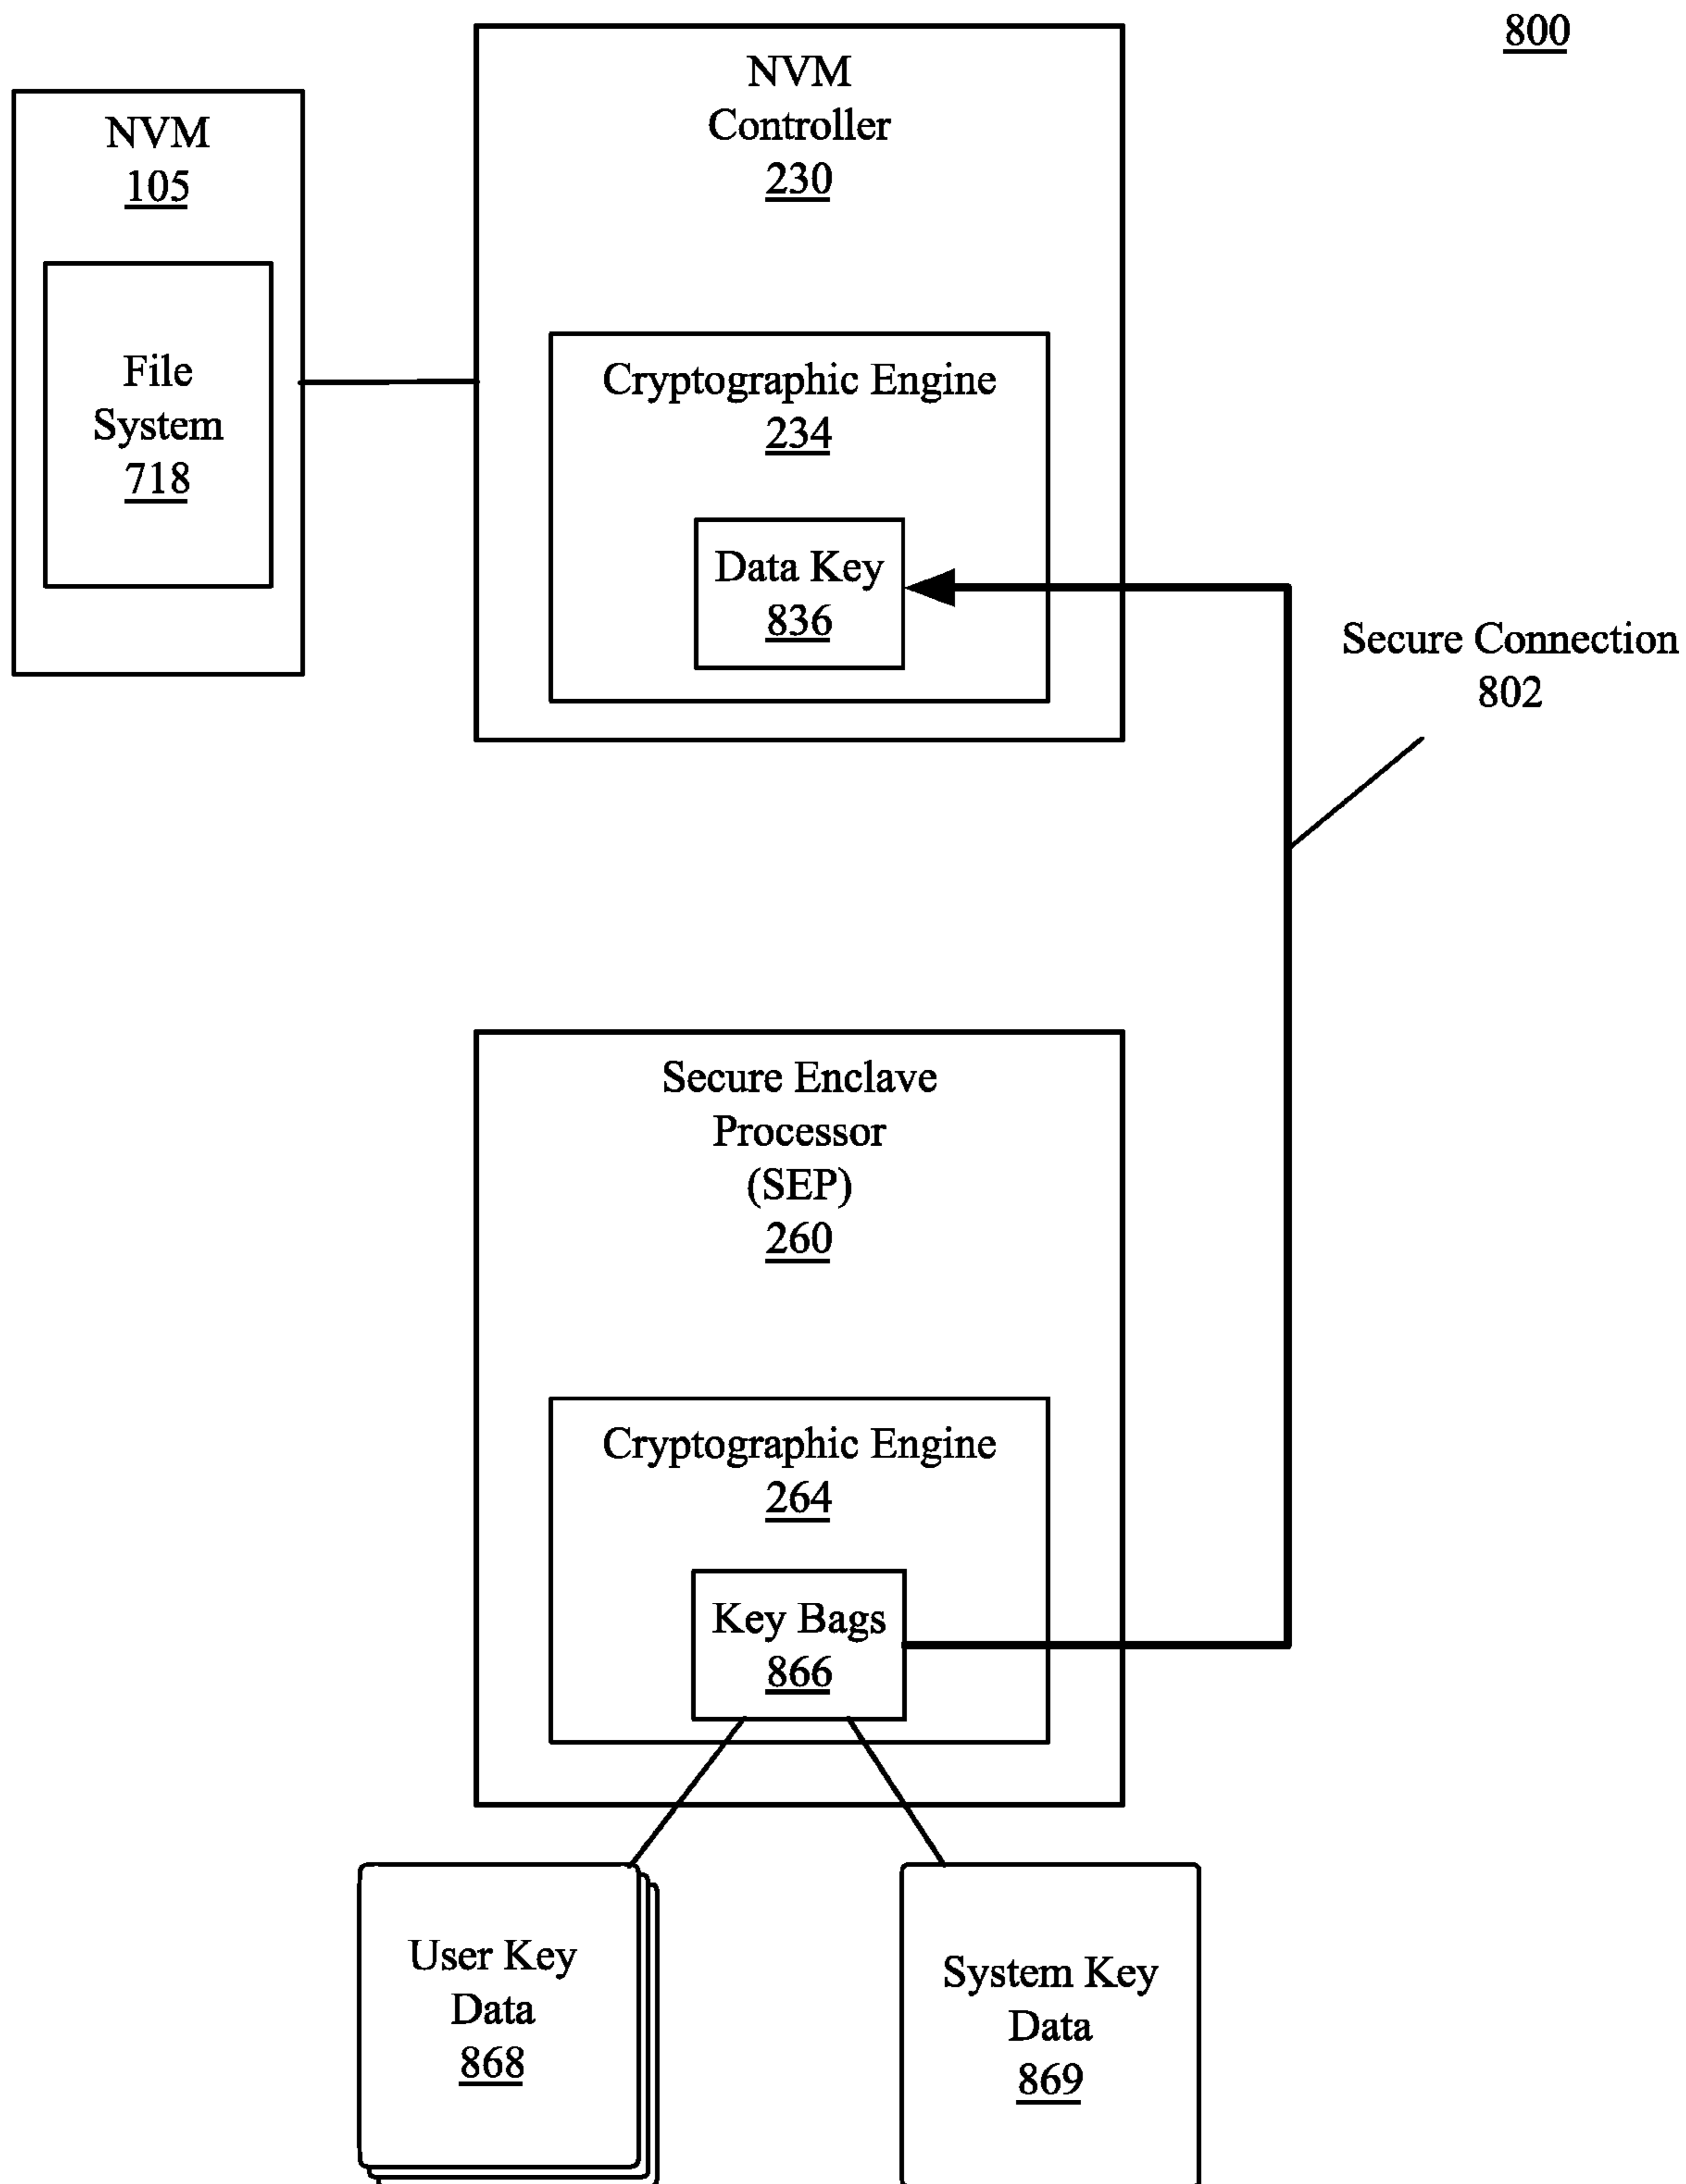 800
NVM
Controller
230
NVM
105
File
System
718
Cryptographic Engine
234
Data Key
836
Secure Connection
802
Secure Enclave
Processor
(SEP)
260
Cryptographic Engine
264
Key Bags
866
User Key
Data
868
System Key
Data
869